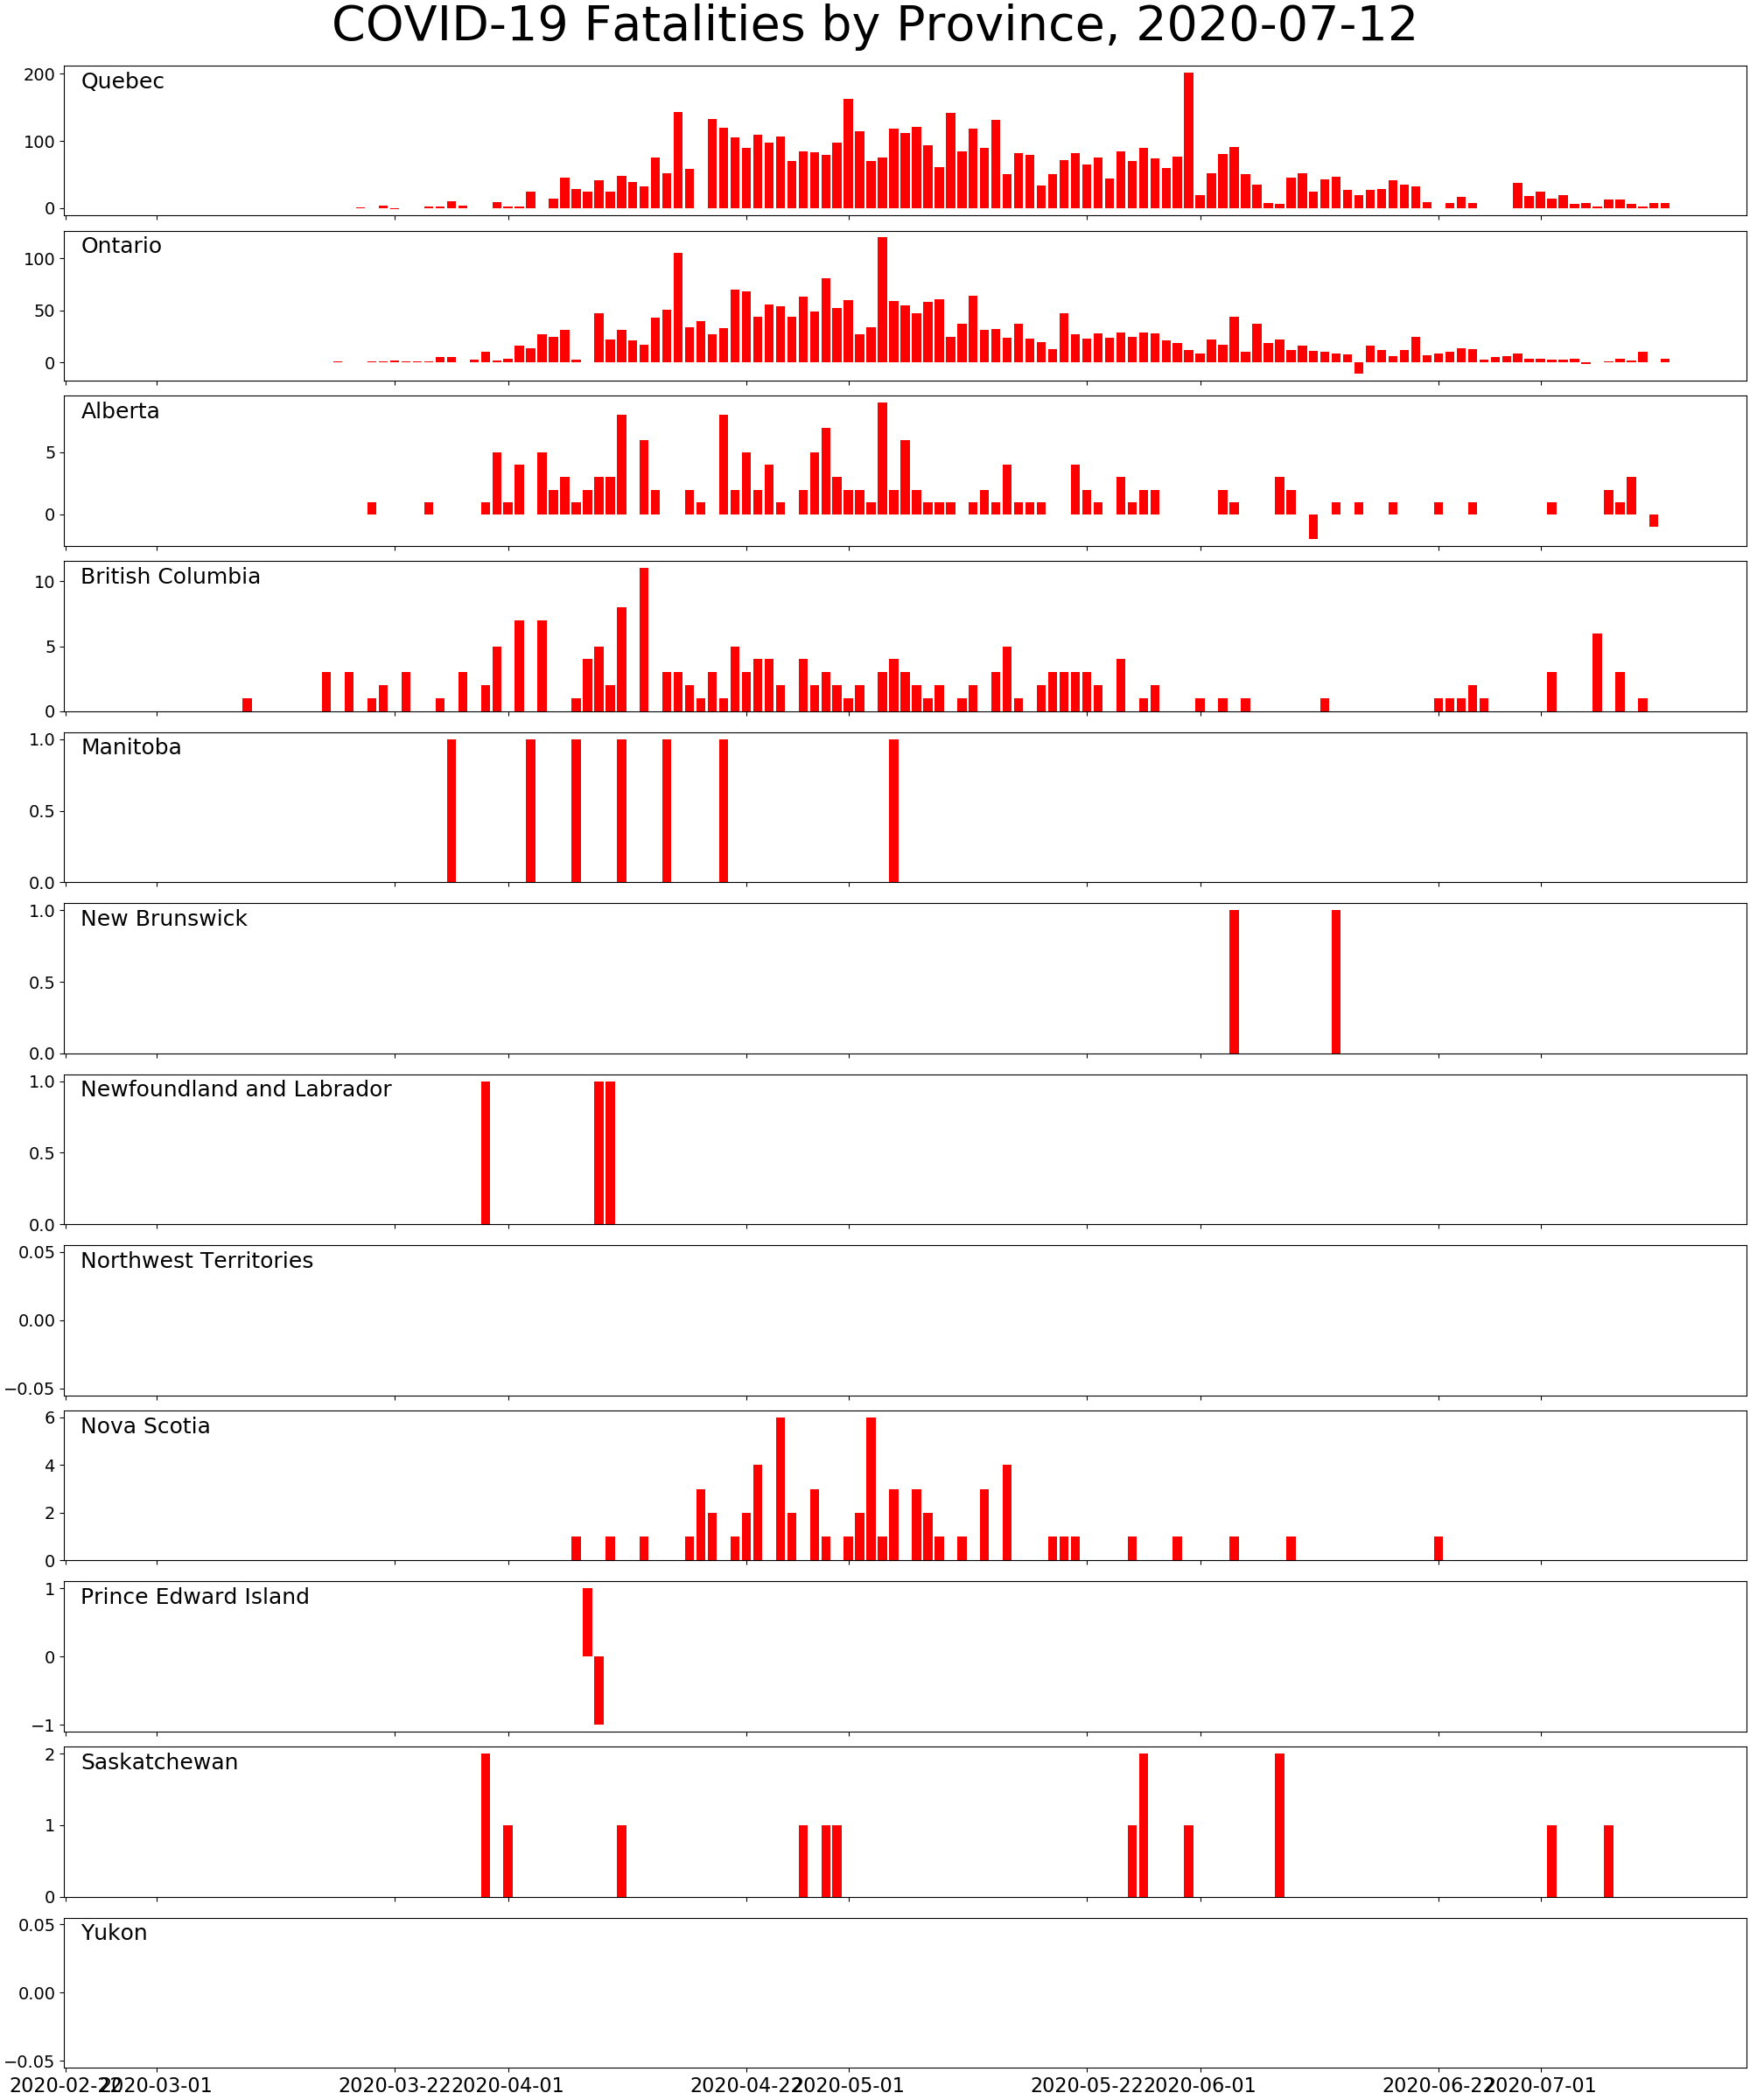 COVID-19 Fatalities by Province, 2020-07-12
200
Quebec
100
0
Ontario
100
50
0
Alberta
5
0
British Columbia
10
5
0
1.0
Manitoba
0.5
0.0
1.0
New Brunswick
0.5
0.0
1.0
Newfoundland and Labrador
0.5
0.0
0.05
Northwest Territories
0.00
−0.05
6
Nova Scotia
4
2
0
1
Prince Edward Island
0
−1
2
Saskatchewan
1
0
0.05
Yukon
0.00
−0.05
2020-02-22 2020-03-01 2020-03-22 2020-04-01 2020-04-22 2020-05-01 2020-05-22 2020-06-01 2020-06-22 2020-07-01